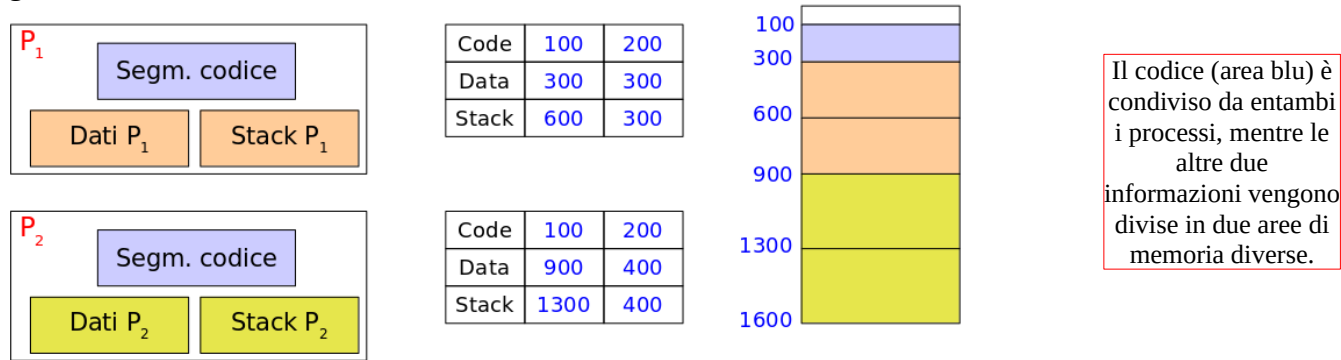 P1
Segm. codice
Dati P1
Stack P1
Code 100 200
Data 300 300
Stack 600 300
P2
Segm. codice
Dati P2
Stack P2
Code 100 200
Data 900 400
Stack 1300 400
100
300
600
900
1300
1600
Il codice (area blu) è
condiviso da entambi
i processi, mentre le
altre due
informazioni vengono
divise in due aree di
memoria diverse.